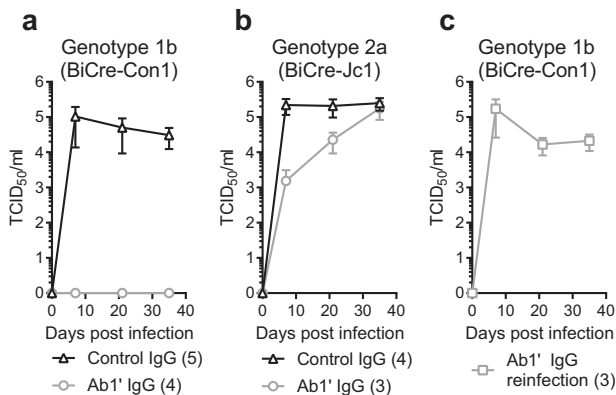 a
Genotype 1b
(BiCre-Con1)
TCID50/ml
6
5
4
3
2
1
0
0 10 20 30 40
Days post infection
Control IgG (5)
Ab1' IgG (4)
b
Genotype 2a
(BiCre-Jc1)
TCID50/ml
6
5
4
3
2
1
0
0 10 20 30 40
Days post infection
Control IgG (4)
Ab1' IgG (3)
c
Genotype 1b
(BiCre-Con1)
TCID50/ml
6
5
4
3
2
1
0
0 10 20 30 40
Days post infection
Ab1' IgG
reinfection (3)